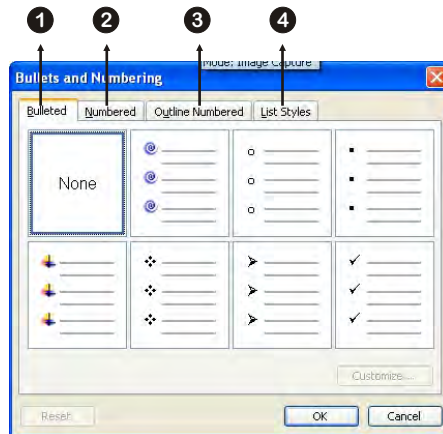 1 2 3 4
Mode: Image Capture
Bullets and Numbering
Bulleted Numbered Outline Numbered List Styles
None
Customize...
Reset OK Cancel